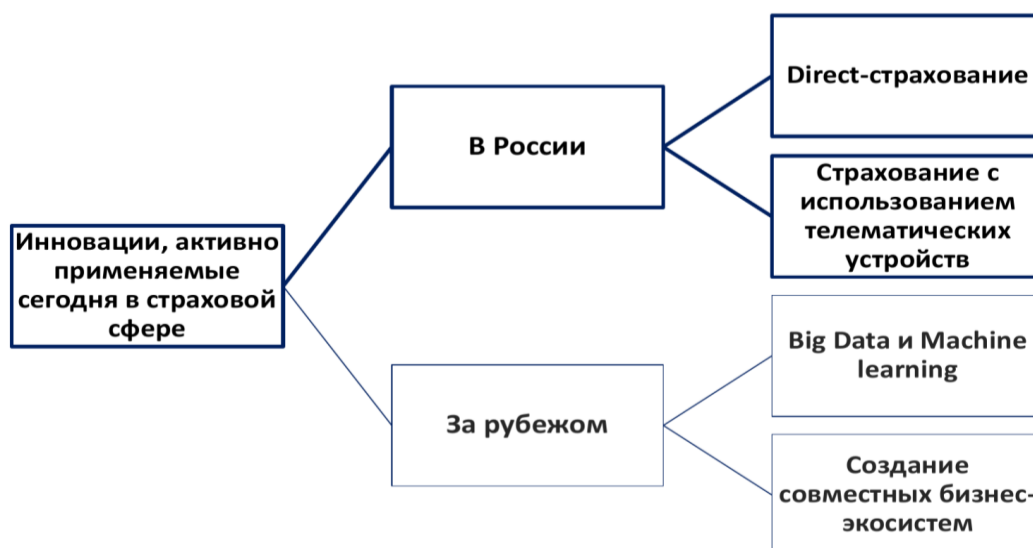 Инновации, активно
применяемые
сегодня в страховой
сфере
В России
Direct-страхование
Страхование с
использованием
телематических
устройств
За рубежом
Big Data и Machine
learning
Создание
совместных бизнес-
экосистем